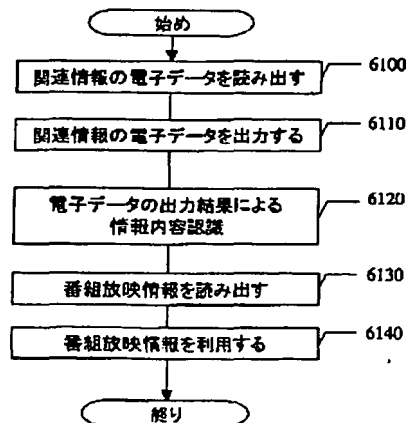 始め
関連情報の電子データを読み出す
6100
関連情報の電子データを出力する
6110
電子データの出力結果による
情報内容認識
6120
番組放映情報を読み出す
6130
番組放映情報を利用する
6140
終り